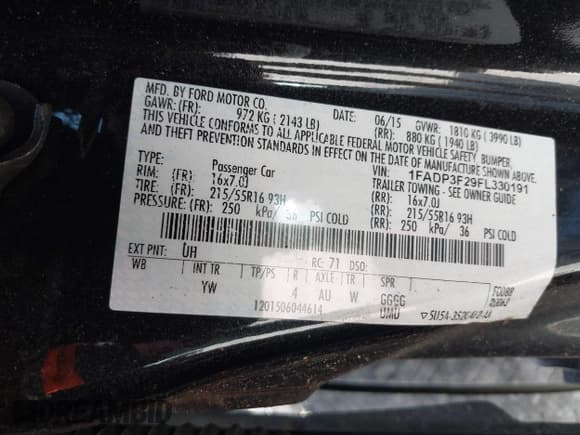 MFD. BY FORD MOTOR CO.
DATE: 06/15 GVWR: 1810 KG ( 3990 LB)
GAWR: (FR): 972 KG ( 2143 LB) (RR): 880 KG ( 1940 LB)
THIS VEHICLE CONFORMS TO ALL APPLICABLE FEDERAL MOTOR VEHICLE SAFETY, BUMPER,
AND THEFT PREVENTION STANDARDS IN EFFECT ON THE DATE OF MANUFACTURE SHOWN ABOVE.
VIN: 1FADP3F29FL330191
TYPE: Passenger Car TRAILER TOWING - SEE OWNER GUIDE
RIM: (FR): 16x7.0J (RR): 16x7.0J
TIRE: (FR): 215/55R16 93H (RR): 215/55R16 93H
PRESSURE: (FR): 250 kPa/ 36 PSI COLD (RR): 250 kPa/ 36 PSI COLD
EXT PNT: UH RC: 71 DSO:
WB INT TR TP/PS R AXLE TR SPR
YW 4 AU W GGGG
UMU
1201506044614
DREAMBID